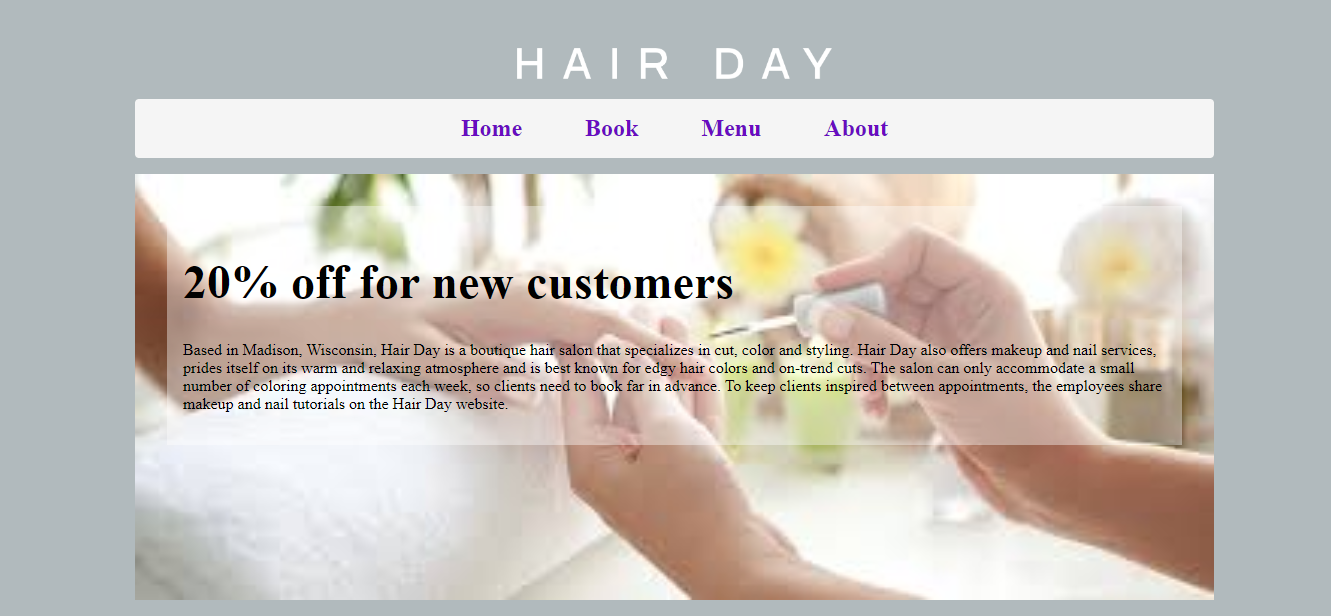 HAIR DAY
Home Book Menu About
20% off for new customers
Based in Madison, Wisconsin, Hair Day is a boutique hair salon that specializes in cut, color and styling. Hair Day also offers makeup and nail services,
prides itself on its warm and relaxing atmosphere and is best known for edgy hair colors and on-trend cuts. The salon can only accommodate a small
number of coloring appointments each week, so clients need to book far in advance. To keep clients inspired between appointments, the employees share
makeup and nail tutorials on the Hair Day website.